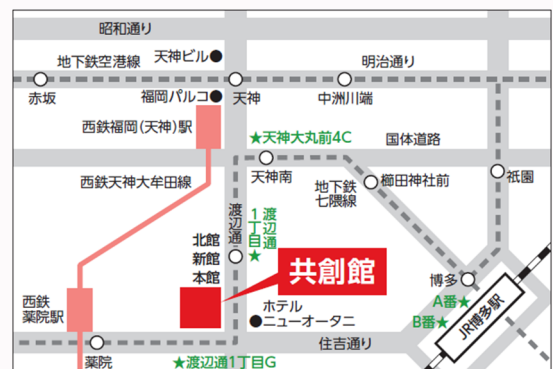 昭和通り
地下鉄空港線
天神ビル
明治通り
赤坂
福岡パルコ
天神
中洲川端
西鉄福岡(天神)駅
★天神大丸前4C
国体道路
西鉄天神大牟田線
天神南
地下鉄
七隈線
櫛田神社前
祇園
渡辺通
渡辺通
1丁目
★
北館
新館
本館
共創館
博多
A番★
B番★
JR博多駅
西鉄
薬院駅
ホテル
ニューオータニ
住吉通り
薬院
★渡辺通1丁目G